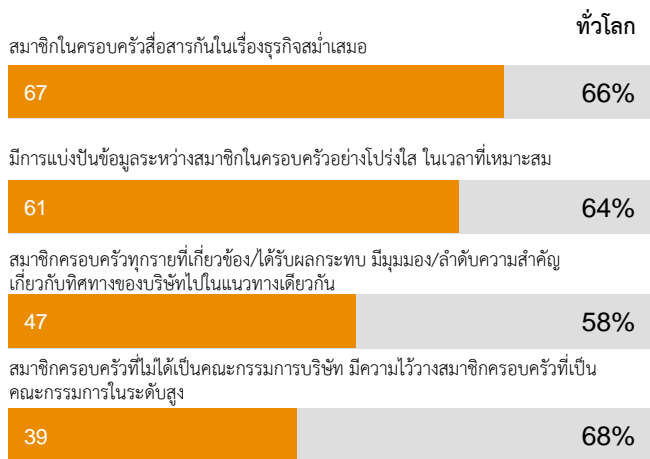 ทั่วโลก
สมาชิกในครอบครัวสื่อสารกันในเรื่องธุรกิจสม่ำเสมอ
67 66%
มีการแบ่งปันข้อมูลระหว่างสมาชิกในครอบครัวอย่างโปร่งใส ในเวลาที่เหมาะสม
61 64%
สมาชิกครอบครัวทุกรายที่เกี่ยวข้อง/ได้รับผลกระทบ มีมุมมอง/ลำดับความสำคัญ
เกี่ยวกับทิศทางของบริษัทไปในแนวทางเดียวกัน
47 58%
สมาชิกครอบครัวที่ไม่ได้เป็นคณะกรรมการบริษัท มีความไว้วางสมาชิกครอบครัวที่เป็น
คณะกรรมการในระดับสูง
39 68%